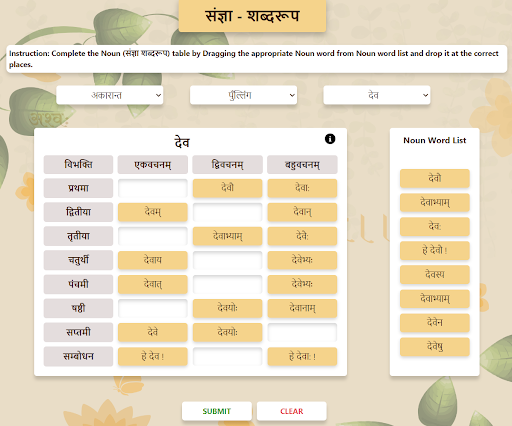 संज्ञा - शब्दरूप
Instruction: Complete the Noun (संज्ञा शब्दरूप) table by Dragging the appropriate Noun word from Noun word list and drop it at the correct
places.
अकारान्त पुँल्लिंग देव
देव
विभक्ति एकवचनम् द्विवचनम् बहुवचनम्
प्रथमा देवौ देवा:
द्वितीया देवम् देवान्
तृतीया देवाभ्याम् देवै:
चतुर्थी देवाय देवेभ्यः
पंचमी देवात् देवेभ्यः
षष्ठी देवयोः देवानाम्
सप्तमी देवे देवयोः
सम्बोधन हे देव ! हे देवा: !
Noun Word List
देवौ
देवाभ्याम्
देव:
हे देवौ !
देवस्य
देवाभ्याम्
देवेन
देवेषु
SUBMIT CLEAR